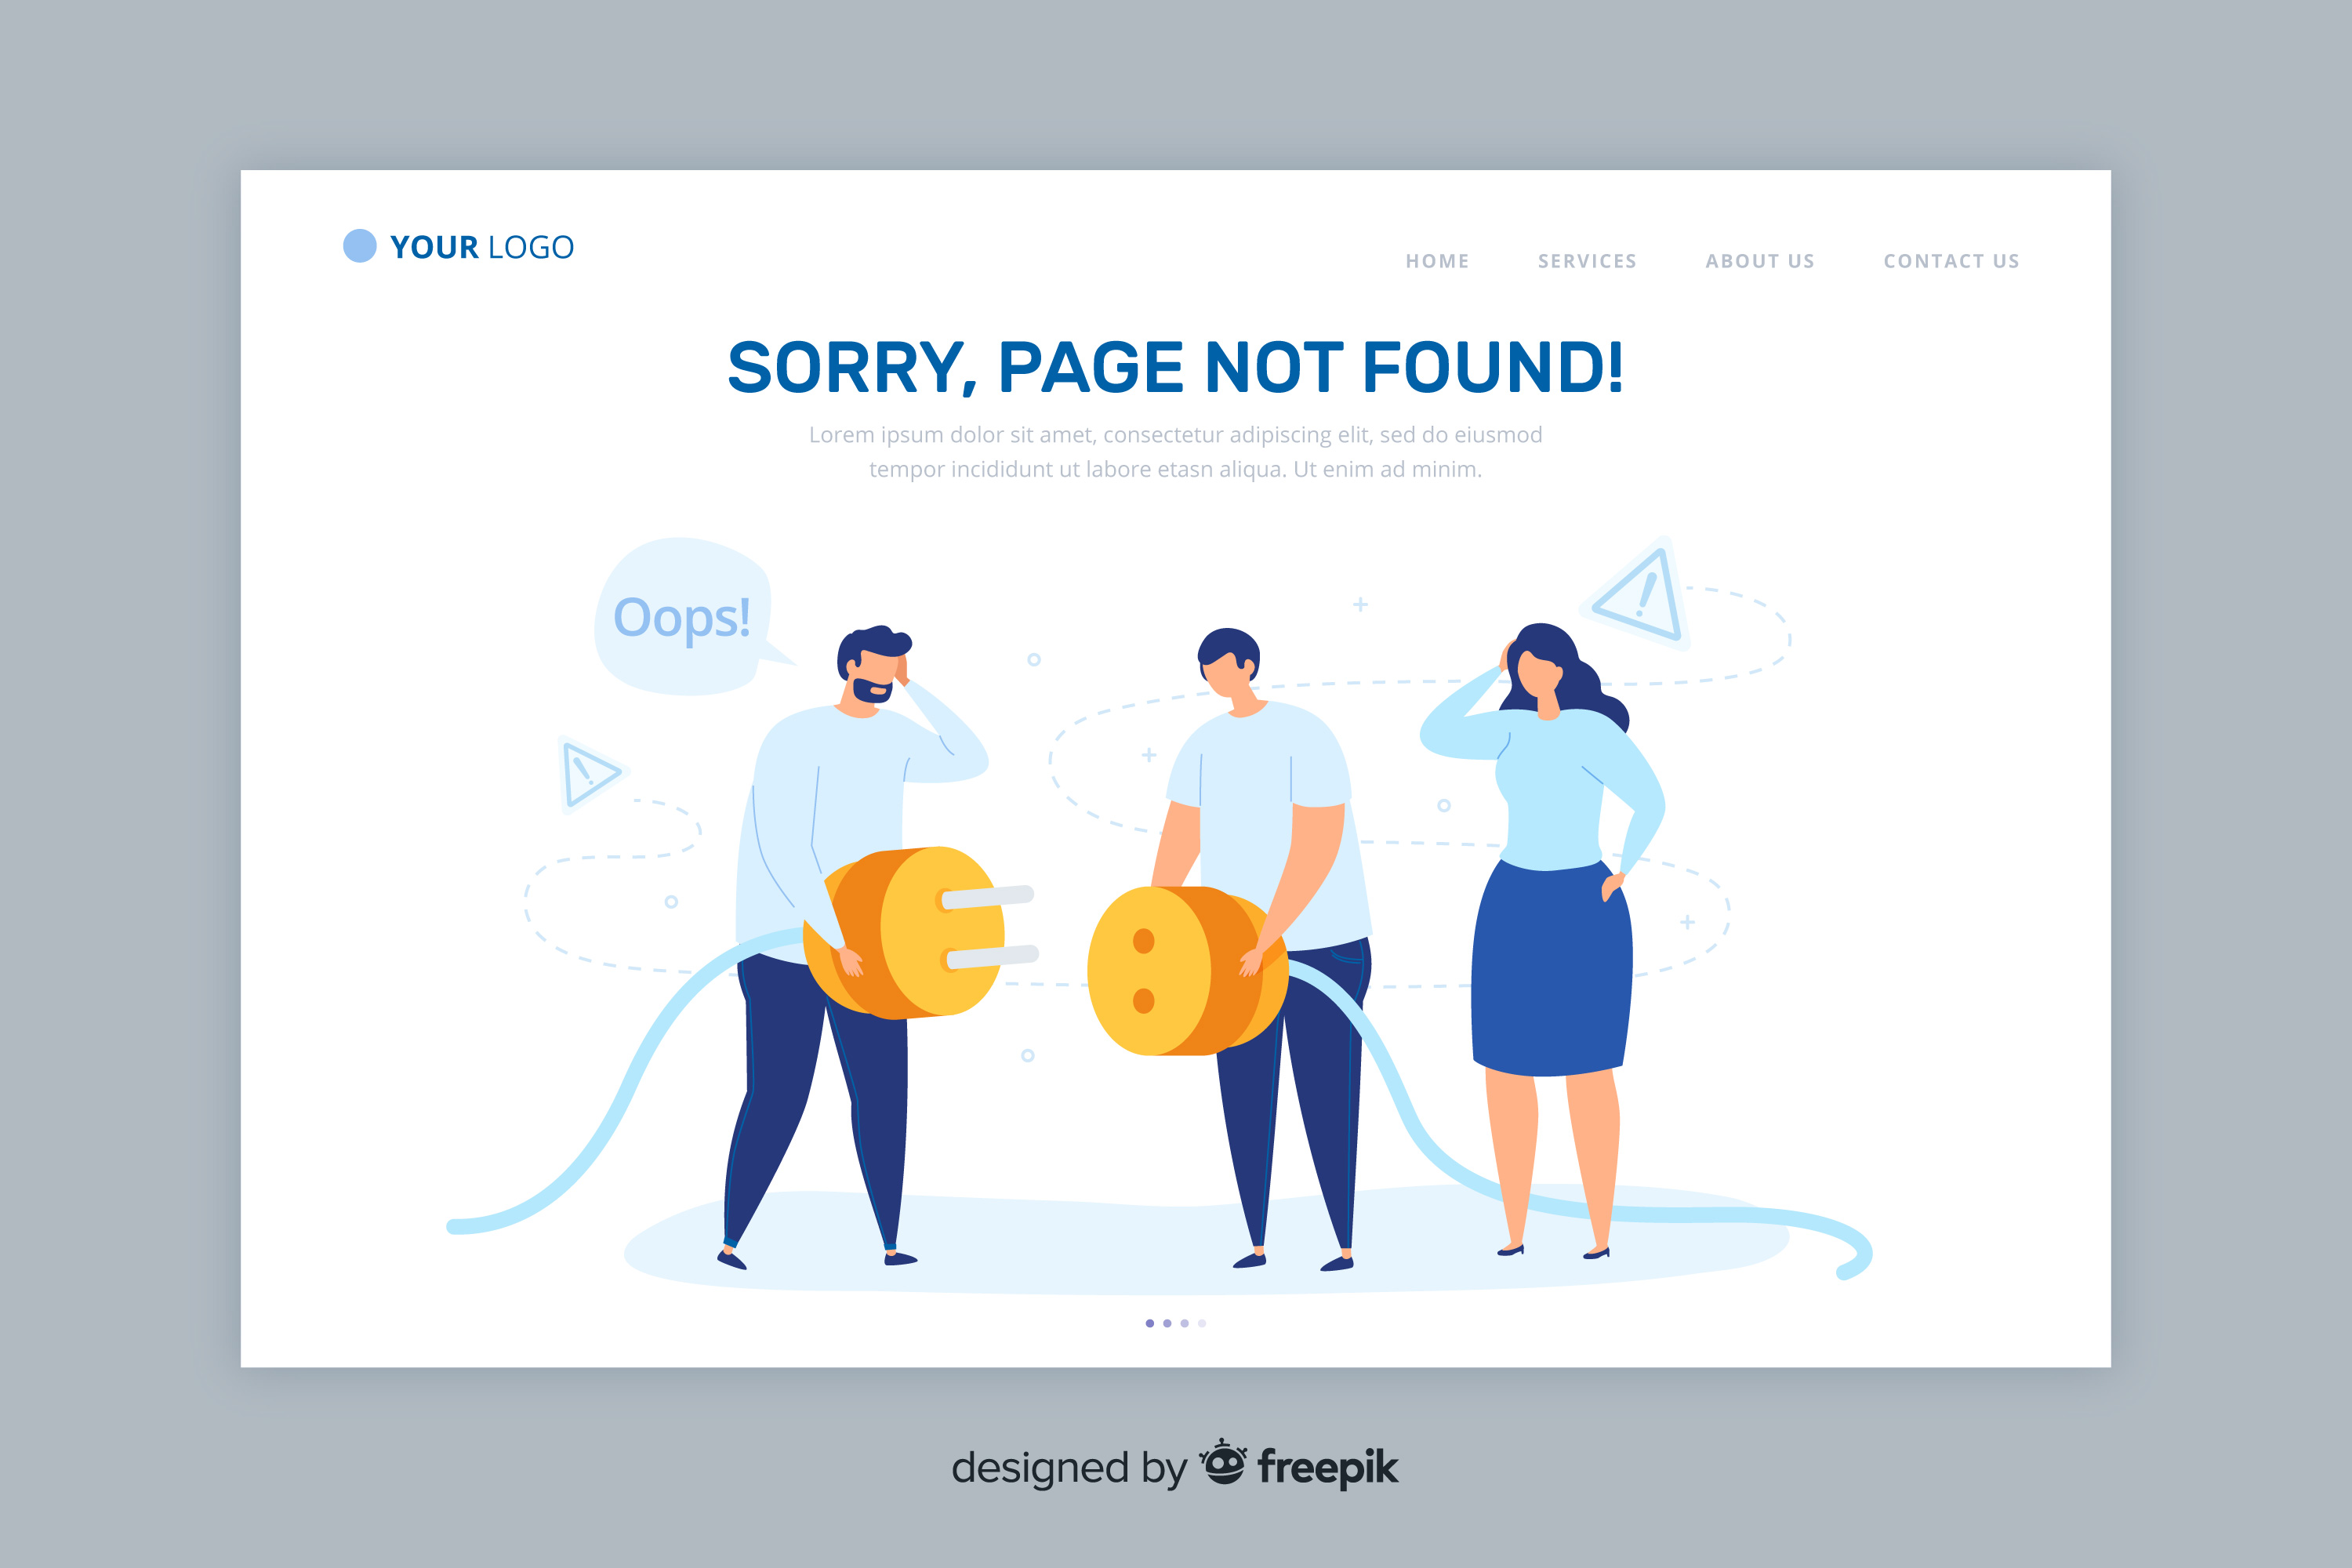 YOUR LOGO
HOME SERVICES ABOUT US CONTACT US
SORRY, PAGE NOT FOUND!
Lorem ipsum dolor sit amet, consectetur adipiscing elit, sed do eiusmod
tempor incididunt ut labore etasn aliqua. Ut enim ad minim.
Oops!
designed by freepik